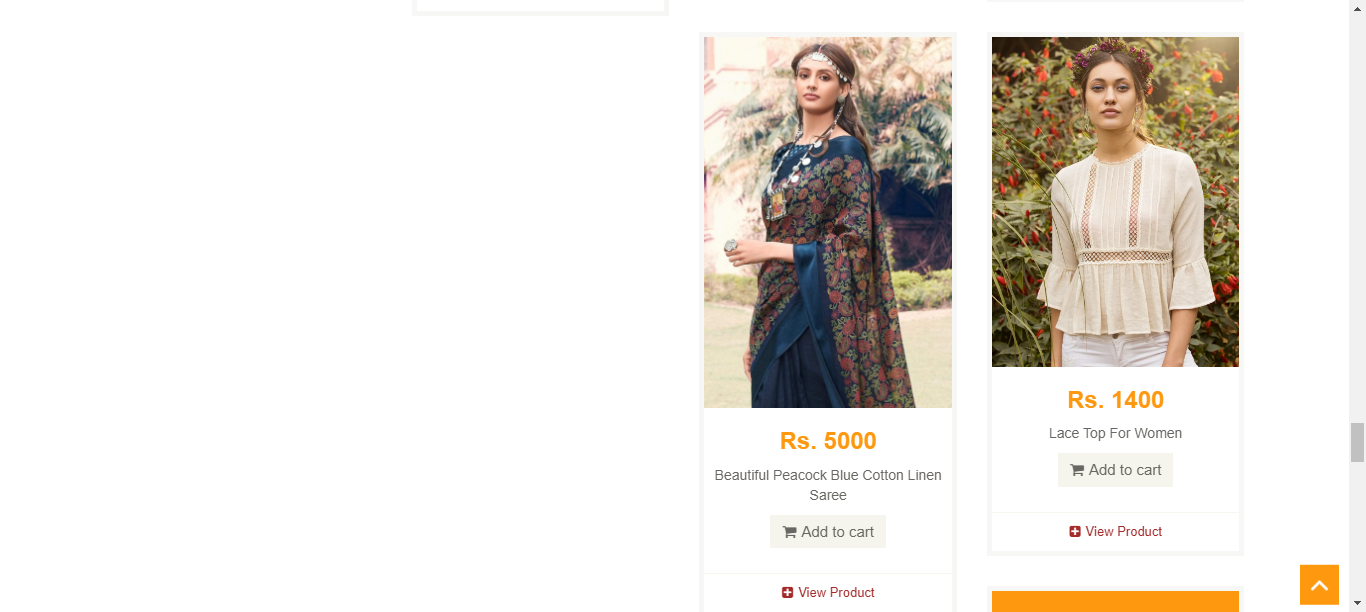 Rs. 5000
Beautiful Peacock Blue Cotton Linen
Saree
Add to cart
View Product
Rs. 1400
Lace Top For Women
Add to cart
View Product